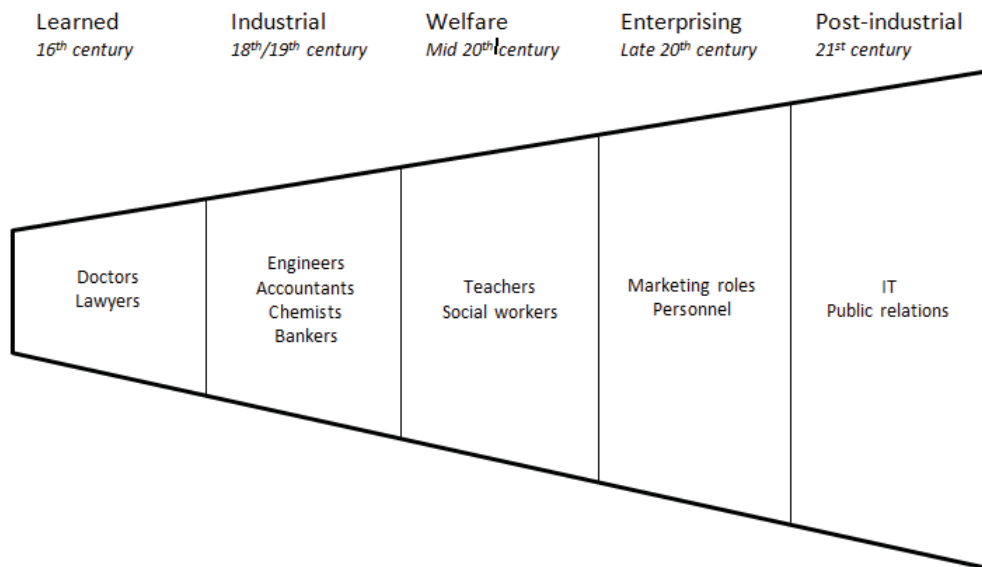 Learned
16th century
Industrial
18th/19th century
Welfare
Mid 20th century
Enterprising
Late 20th century
Post-industrial
21st century
Doctors
Lawyers
Engineers
Accountants
Chemists
Bankers
Teachers
Social workers
Marketing roles
Personnel
IT
Public relations